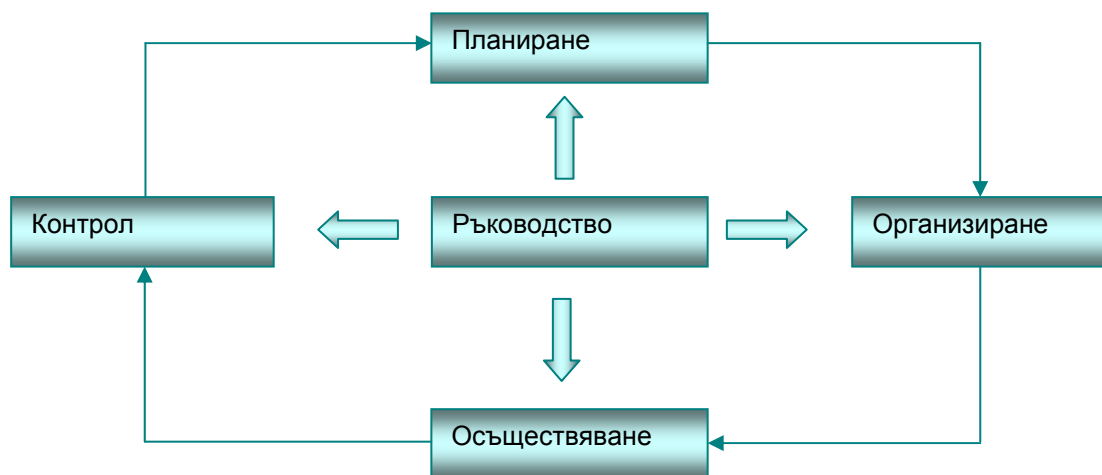 Планиране
Контрол
Ръководство
Организиране
Осъществяване